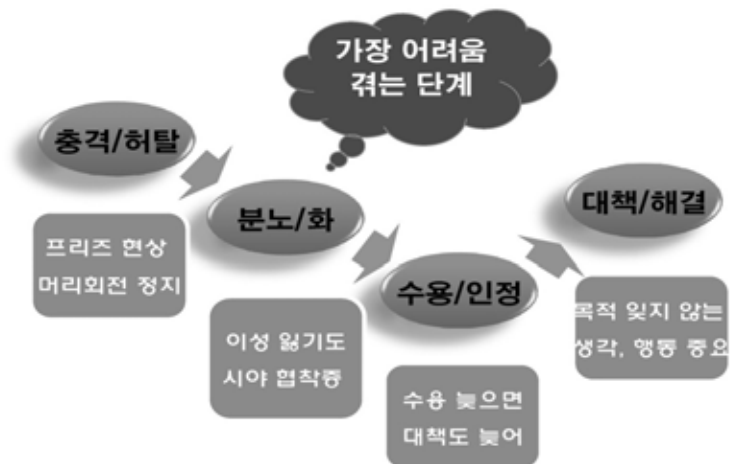 가장 어려움
겪는 단계
충격/허탈
프리즈 현상
머리회전 정지
분노/화
이성 잃기도
시야 협착증
수용/인정
수용 늦으면
대책도 늦어
대책/해결
목적 잊지 않는
생각, 행동 중요